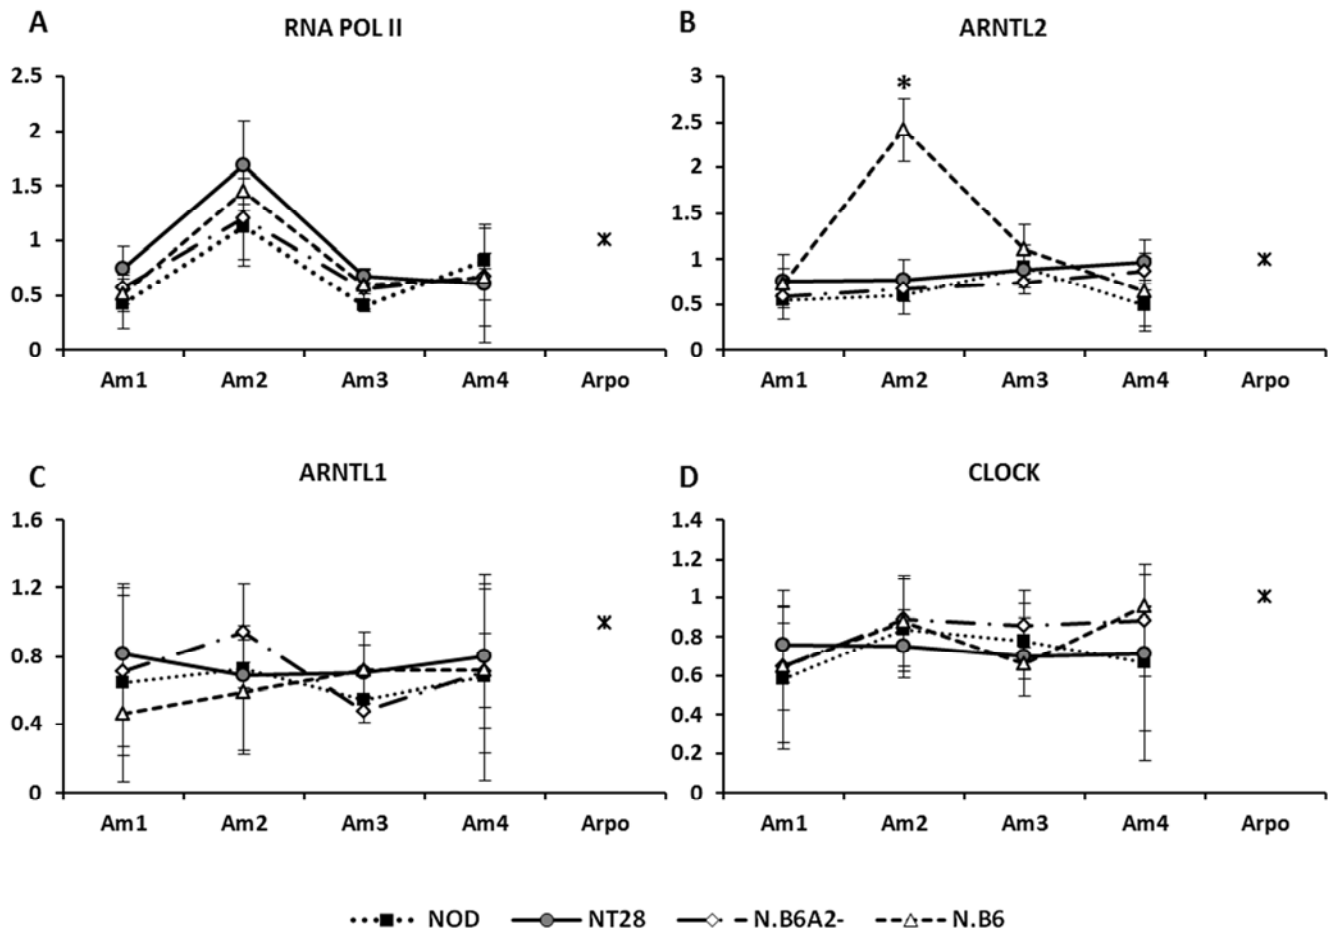 A
RNA POL II
2.5
2
1.5
1
0.5
0
Am1 Am2 Am3 Am4 Arpo
B
ARNTL2
3
2.5
2
1.5
1
0.5
0
*
Am1 Am2 Am3 Am4 Arpo
C
ARNTL1
1.6
1.2
0.8
0.4
0
Am1 Am2 Am3 Am4 Arpo
D
CLOCK
1.4
1.2
1
0.8
0.6
0.4
0.2
0
Am1 Am2 Am3 Am4 Arpo
NOD NT28 N.B6A2- N.B6